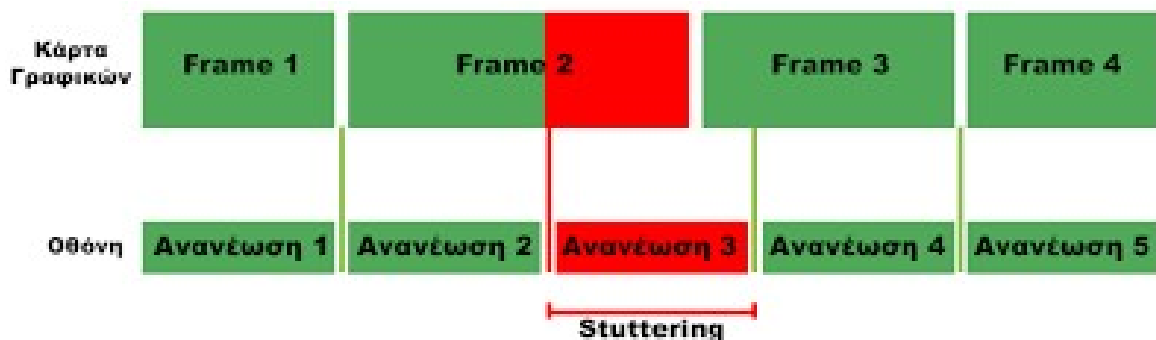 Κάρτα
Γραφικών
Frame 1
Frame 2
Frame 3
Frame 4
Οθόνη
Ανανέωση 1
Ανανέωση 2
Ανανέωση 3
Ανανέωση 4
Ανανέωση 5
Stuttering